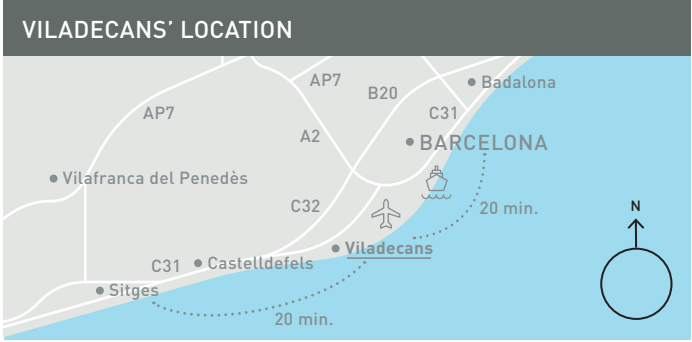 VILADECANS’ LOCATION
Badalona
AP7
B20
AP7
C31
A2
BARCELONA
Vilafranca del Penedès
C32
20 min.
N
Viladecans
C31
Castelldefels
Sitges
20 min.